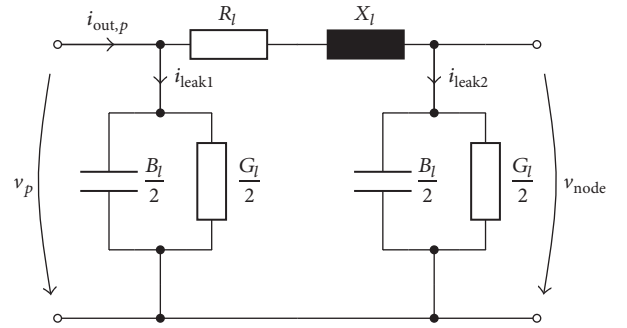 i_out,p
R_l
X_l
i_leak1
i_leak2
v_p
B_l/2
G_l/2
B_l/2
G_l/2
v_node